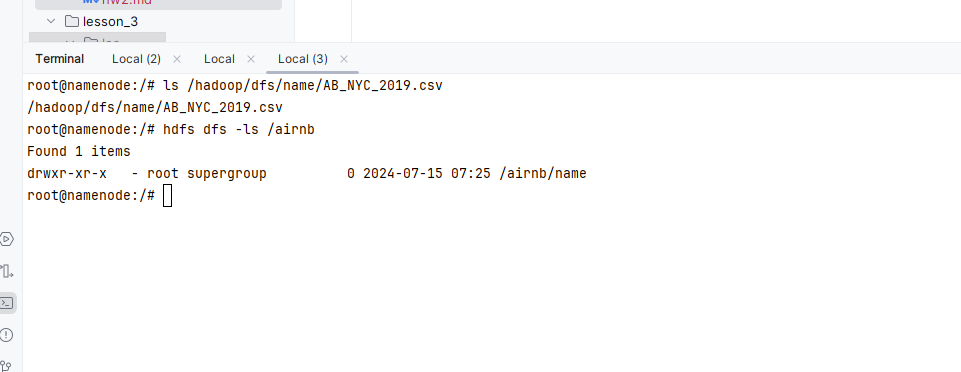 hw2.md
lesson_3
Terminal Local (2) × Local × Local (3) ×
root@namenode:/# ls /hadoop/dfs/name/AB_NYC_2019.csv
/hadoop/dfs/name/AB_NYC_2019.csv
root@namenode:/# hdfs dfs -ls /airnb
Found 1 items
drwxr-xr-x   - root supergroup          0 2024-07-15 07:25 /airnb/name
root@namenode:/#